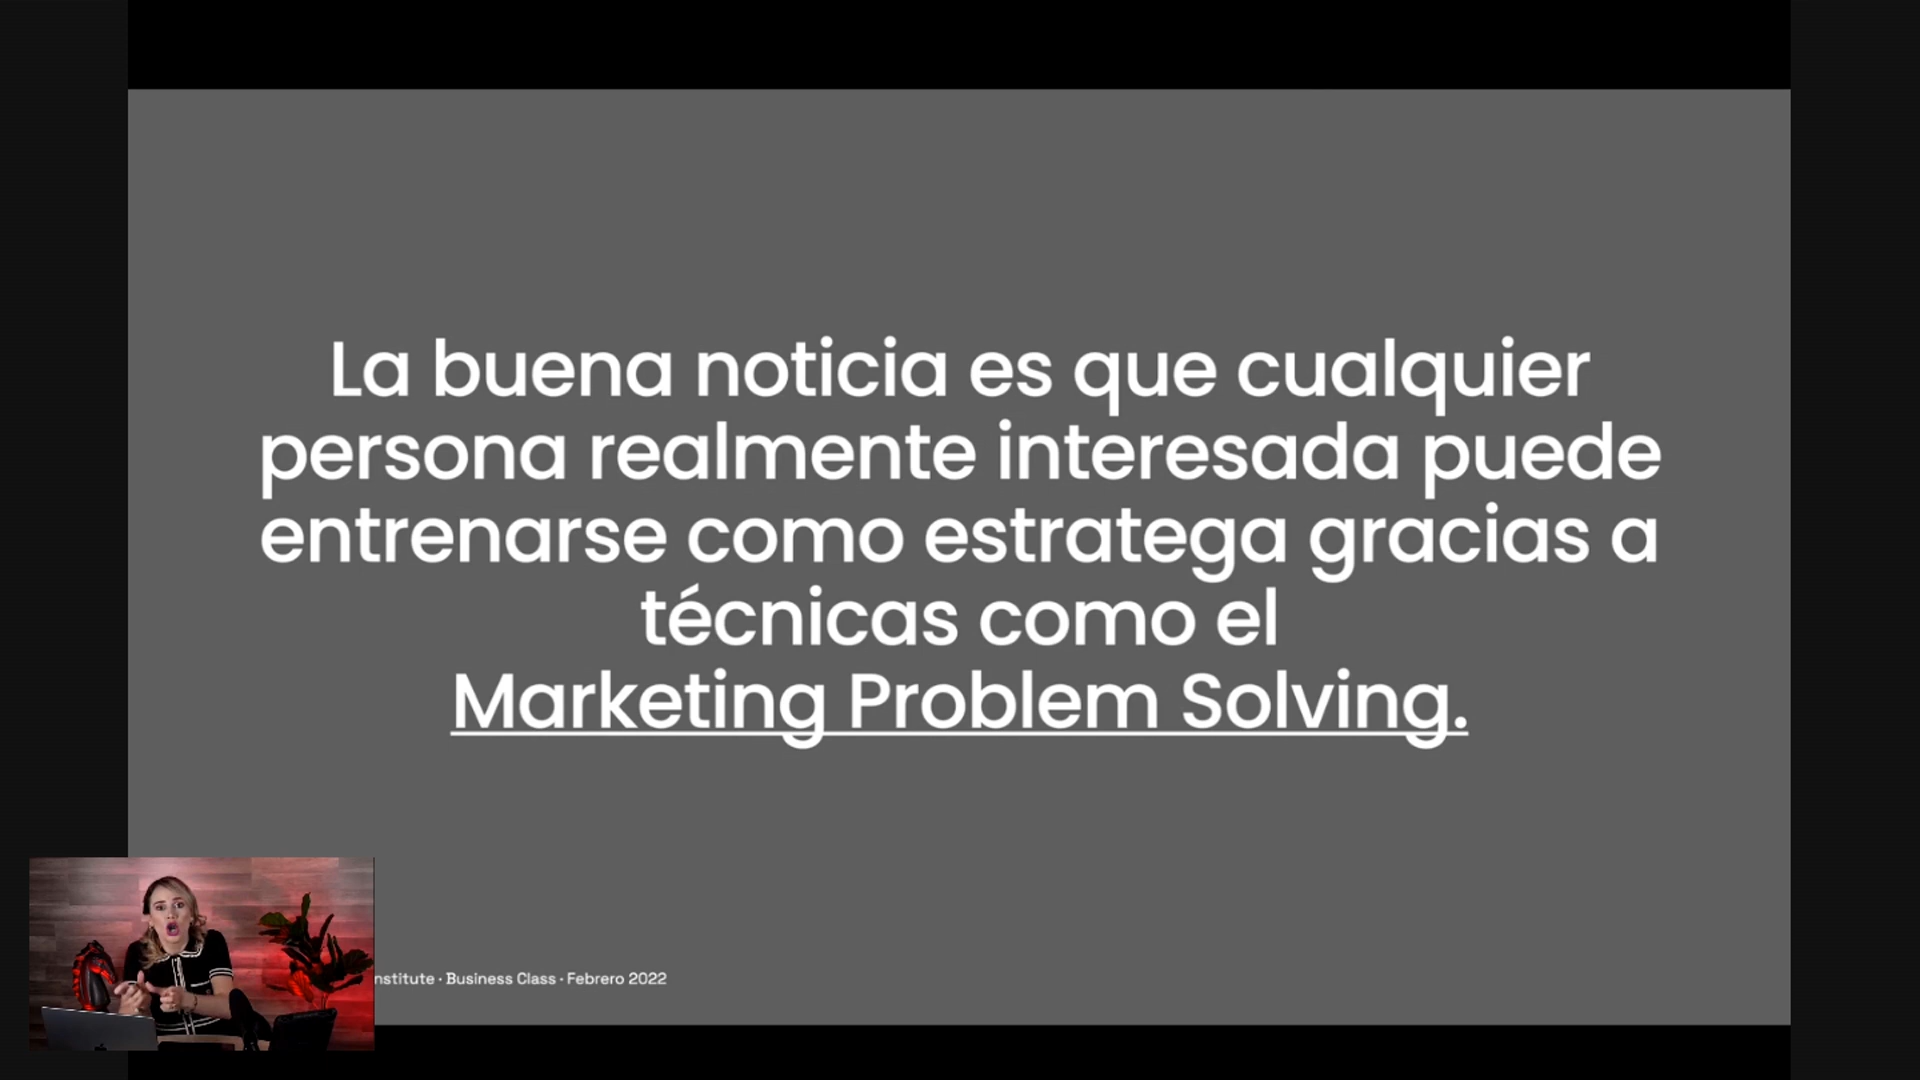 La buena noticia es que cualquier
persona realmente interesada puede
entrenarse como estratega gracias a
técnicas como el
Marketing Problem Solving.
nstitute · Business Class · Febrero 2022